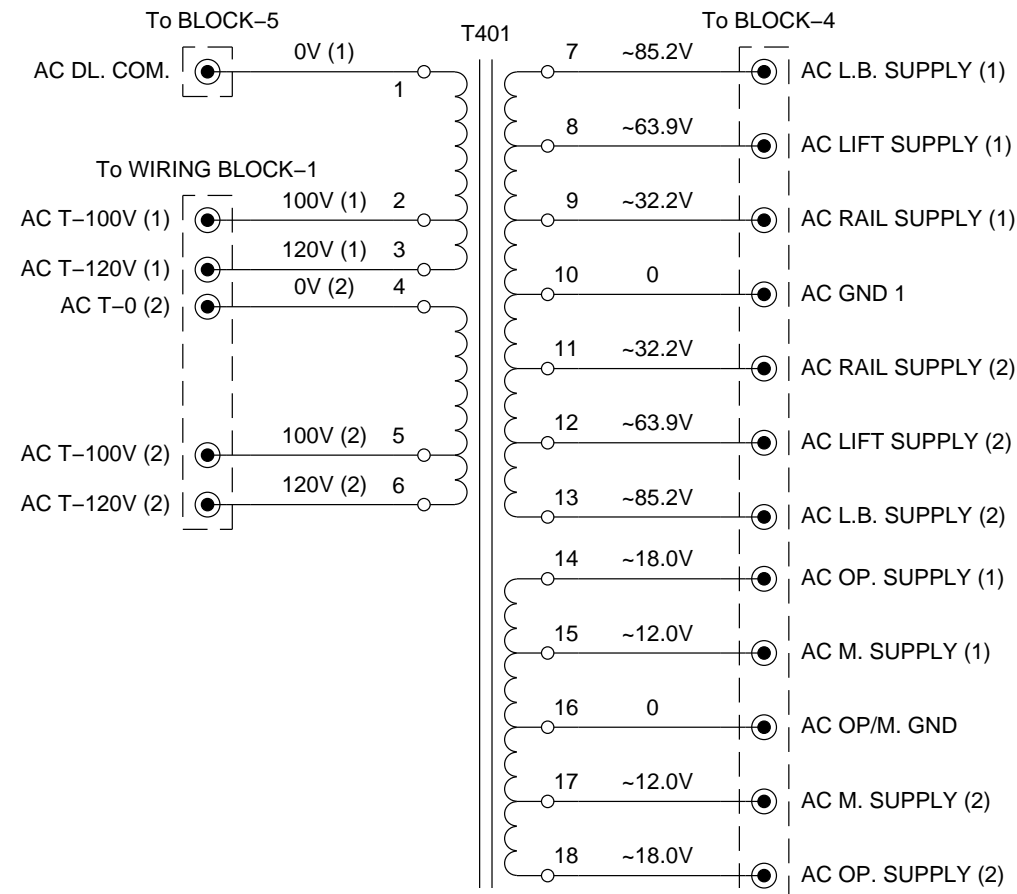 To BLOCK–5
AC DL. COM.
0V (1)
1
To WIRING BLOCK–1
AC T–100V (1)
100V (1)
2
AC T–120V (1)
120V (1)
3
AC T–0 (2)
0V (2)
4
AC T–100V (2)
100V (2)
5
AC T–120V (2)
120V (2)
6
T401
To BLOCK–4
7
~85.2V
AC L.B. SUPPLY (1)
8
~63.9V
AC LIFT SUPPLY (1)
9
~32.2V
AC RAIL SUPPLY (1)
10
0
AC GND 1
11
~32.2V
AC RAIL SUPPLY (2)
12
~63.9V
AC LIFT SUPPLY (2)
13
~85.2V
AC L.B. SUPPLY (2)
14
~18.0V
AC OP. SUPPLY (1)
15
~12.0V
AC M. SUPPLY (1)
16
0
AC OP/M. GND
17
~12.0V
AC M. SUPPLY (2)
18
~18.0V
AC OP. SUPPLY (2)